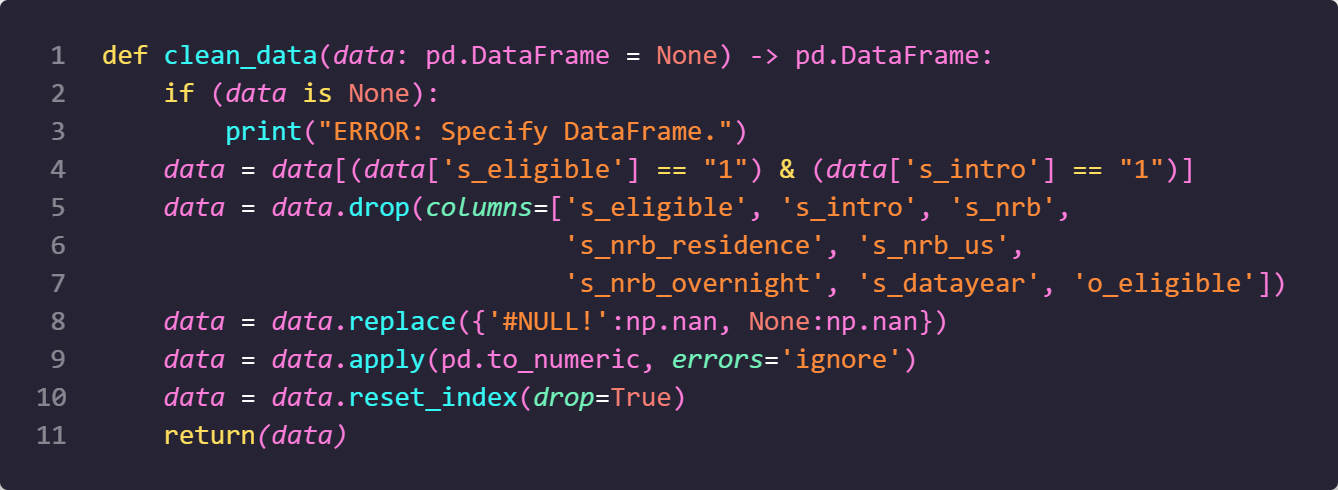 1 def clean_data(data: pd.DataFrame = None) -> pd.DataFrame:
2     if (data is None):
3         print("ERROR: Specify DataFrame.")
4     data = data[(data['s_eligible'] == "1") & (data['s_intro'] == "1")]
5     data = data.drop(columns=['s_eligible', 's_intro', 's_nrb',
6                               's_nrb_residence', 's_nrb_us',
7                               's_nrb_overnight', 's_datayear', 'o_eligible'])
8     data = data.replace({'#NULL!':np.nan, None:np.nan})
9     data = data.apply(pd.to_numeric, errors='ignore')
10     data = data.reset_index(drop=True)
11     return(data)